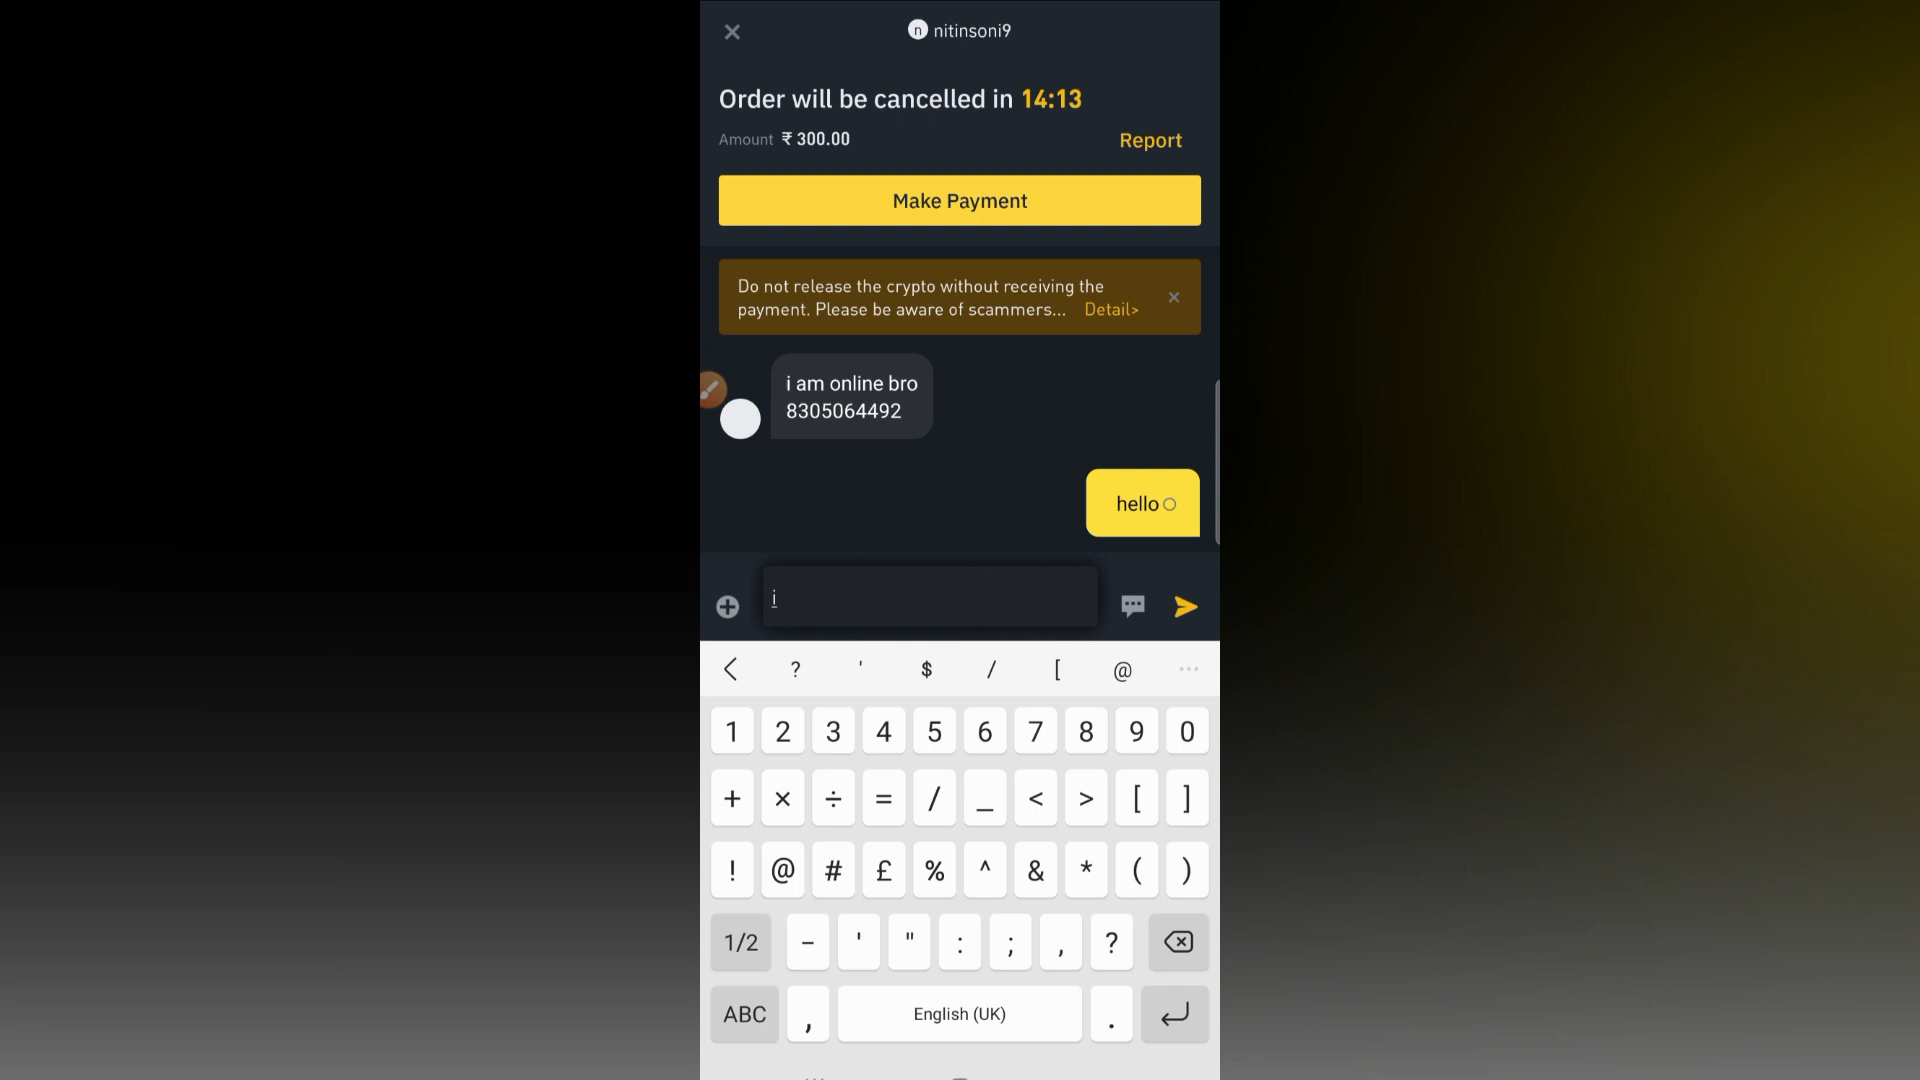 n nitinsoni9
Order will be cancelled in 14:13
Amount ₹ 300.00
Report
Make Payment
Do not release the crypto without receiving the
payment. Please be aware of scammers... Detail>
i am online bro
8305064492
hello
i
? ' $ / [ @ ...
1 2 3 4 5 6 7 8 9 0
+ × ÷ = / _ < > [ ]
! @ # £ % ^ & * ( )
1/2 - ' " : ; , ?
ABC , English (UK) .